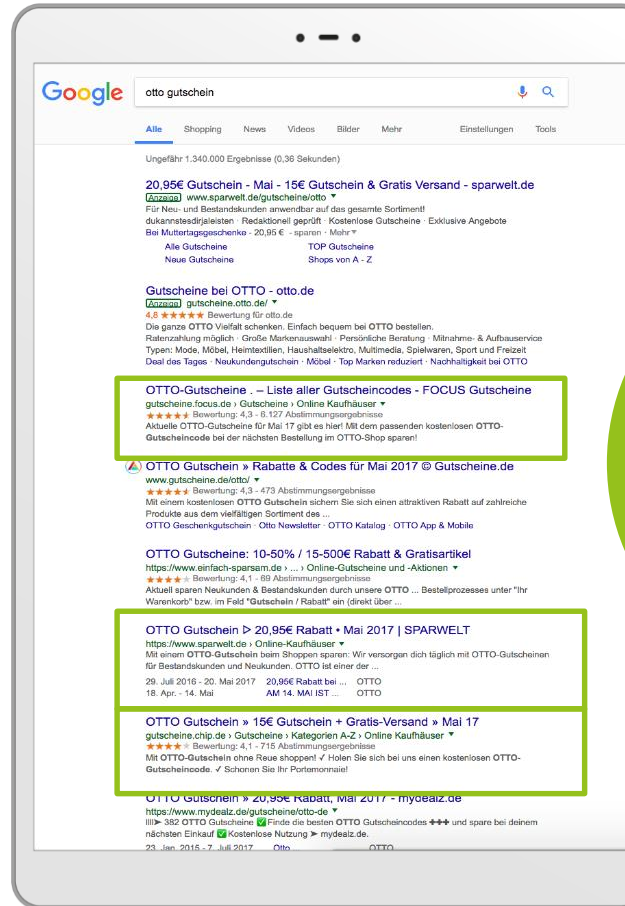 Google
otto gutschein
Alle Shopping News Videos Bilder Mehr Einstellungen Tools
Ungefähr 1.340.000 Ergebnisse (0,36 Sekunden)
20,95€ Gutschein - Mai - 15€ Gutschein & Gratis Versand - sparwelt.de
Anzeige www.sparwelt.de/gutscheine/otto ▼
Für Neu- und Bestandskunden anwendbar auf das gesamte Sortiment!
dukannstesdirjaleisten · Redaktionell geprüft · Kostenlose Gutscheine · Exklusive Angebote
Bei Muttertagsgeschenke - 20,95 € - sparen · Mehr ▼
Alle Gutscheine TOP Gutscheine
Neue Gutscheine Shops von A - Z
Gutscheine bei OTTO - otto.de
Anzeige gutscheine.otto.de/ ▼
4,8 ★★★★★ Bewertung für otto.de
Die ganze OTTO Vielfalt schenken. Einfach bequem bei OTTO bestellen.
Ratenzahlung möglich · Große Markenauswahl · Persönliche Beratung · Mitnahme- & Aufbauservice
Typen: Mode, Möbel, Heimtextilien, Haushaltselektro, Multimedia, Spielwaren, Sport und Freizeit
Deal des Tages · Neukundengutschein · Möbel · Top Marken reduziert · Nachhaltigkeit bei OTTO
OTTO-Gutscheine . – Liste aller Gutscheincodes - FOCUS Gutscheine
gutscheine.focus.de › Gutscheine › Online Kaufhäuser ▼
★★★★★ Bewertung: 4,3 - 6.127 Abstimmungsergebnisse
Aktuelle OTTO-Gutscheine für Mai 17 gibt es hier! Mit dem passenden kostenlosen OTTO-
Gutscheincode bei der nächsten Bestellung im OTTO-Shop sparen!
OTTO Gutschein » Rabatte & Codes für Mai 2017 © Gutscheine.de
www.gutscheine.de/otto/ ▼
★★★★★ Bewertung: 4,3 - 473 Abstimmungsergebnisse
Mit einem kostenlosen OTTO Gutschein sichern Sie sich einen attraktiven Rabatt auf zahlreiche
Produkte aus dem vielfältigen Sortiment des ...
OTTO Geschenkgutschein · Otto Newsletter · OTTO Katalog · OTTO App & Mobile
OTTO Gutscheine: 10-50% / 15-500€ Rabatt & Gratisartikel
https://www.einfach-sparsam.de › ... › Online-Gutscheine und -Aktionen ▼
★★★★ Bewertung: 4,1 - 69 Abstimmungsergebnisse
Aktuell sparen Neukunden & Bestandskunden durch unsere OTTO ... Bestellprozesses unter "Ihr
Warenkorb" bzw. im Feld "Gutschein / Rabatt" ein (direkt über ...
OTTO Gutschein ▷ 20,95€ Rabatt • Mai 2017 | SPARWELT
https://www.sparwelt.de › Online-Kaufhäuser ▼
Mit einem OTTO-Gutschein beim Shoppen sparen: Wir versorgen dich täglich mit OTTO-Gutscheinen
für Bestandskunden und Neukunden. OTTO ist einer der ...
29. Juli 2016 - 20. Mai 2017 20,95€ Rabatt bei ... OTTO
18. Apr. - 14. Mai AM 14. MAI IST ... OTTO
OTTO Gutschein » 15€ Gutschein + Gratis-Versand » Mai 17
gutscheine.chip.de › Gutscheine › Kategorien A-Z › Online Kaufhäuser ▼
★★★★ Bewertung: 4,1 - 715 Abstimmungsergebnisse
Mit OTTO-Gutschein ohne Reue shoppen! ✓ Holen Sie sich bei uns einen kostenlosen OTTO-
Gutscheincode. ✓ Schonen Sie Ihr Portemonnaie!
OTTO Gutschein » 20,95€ Rabatt, Mai 2017 - mydealz.de
https://www.mydealz.de/gutscheine/otto-de ▼
IIII➤ 382 OTTO Gutscheine ✅ Finde die besten OTTO Gutscheincodes ✚✚✚ und spare bei deinem
nächsten Einkauf ✅ Kostenlose Nutzung ➤ mydealz.de.
23. Jan. 2015 - 7. Juli 2017 Otto ... OTTO